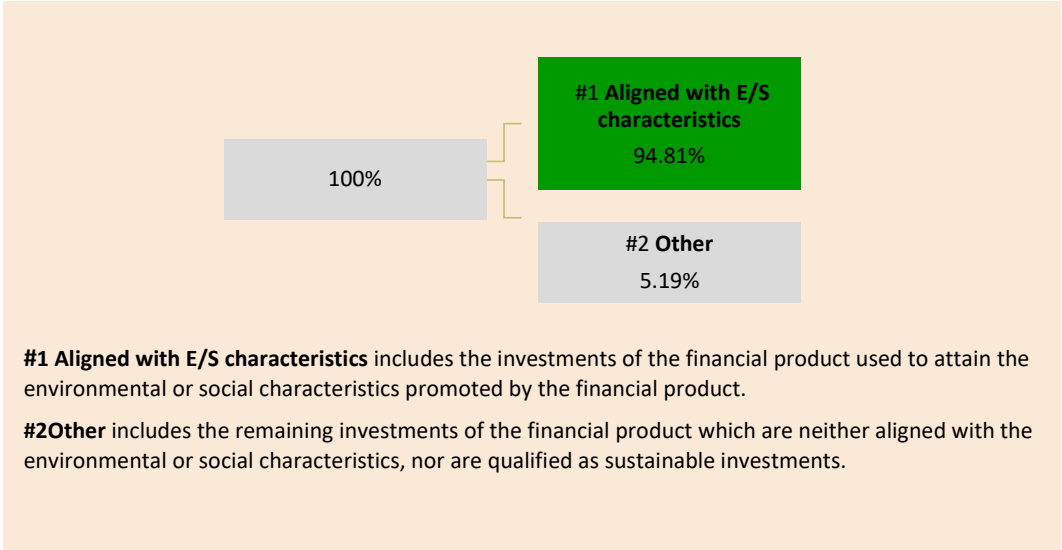 #1 Aligned with E/S
characteristics
94.81%
100%
#2 Other
5.19%
#1 Aligned with E/S characteristics includes the investments of the financial product used to attain the
environmental or social characteristics promoted by the financial product.
#2Other includes the remaining investments of the financial product which are neither aligned with the
environmental or social characteristics, nor are qualified as sustainable investments.